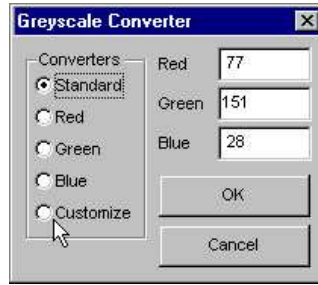 Greyscale Converter
Converters
Standard
Red
Green
Blue
Customize
Red 77
Green 151
Blue 28
OK
Cancel